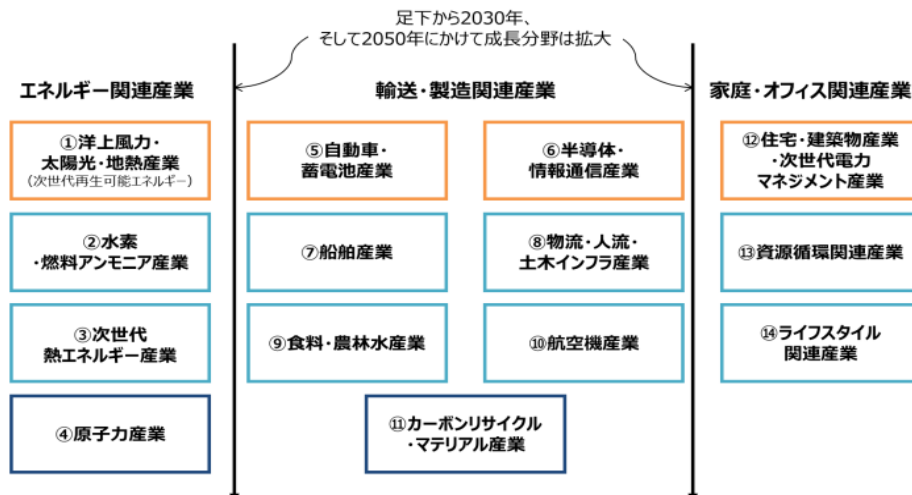 足下から2030年、
そして2050年にかけて成長分野は拡大
エネルギー関連産業
輸送・製造関連産業
家庭・オフィス関連産業
①洋上風力・
太陽光・地熱産業
(次世代再生可能エネルギー)
②水素
・燃料アンモニア産業
③次世代
熱エネルギー産業
④原子力産業
⑤自動車・
蓄電池産業
⑥半導体・
情報通信産業
⑦船舶産業
⑧物流・人流・
土木インフラ産業
⑨食料・農林水産業
⑩航空機産業
⑪カーボンリサイクル
・マテリアル産業
⑫住宅・建築物産業
・次世代電力
マネジメント産業
⑬資源循環関連産業
⑭ライフスタイル
関連産業